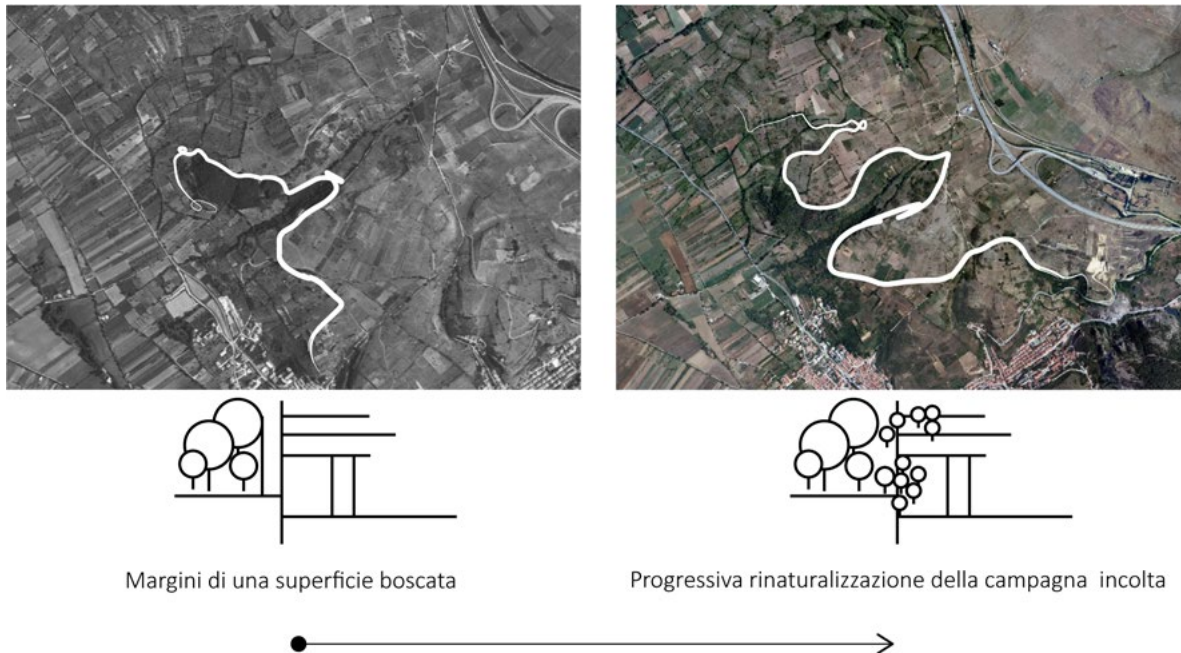 Margini di una superficie boscata
Progressiva rinaturalizzazione della campagna incolta